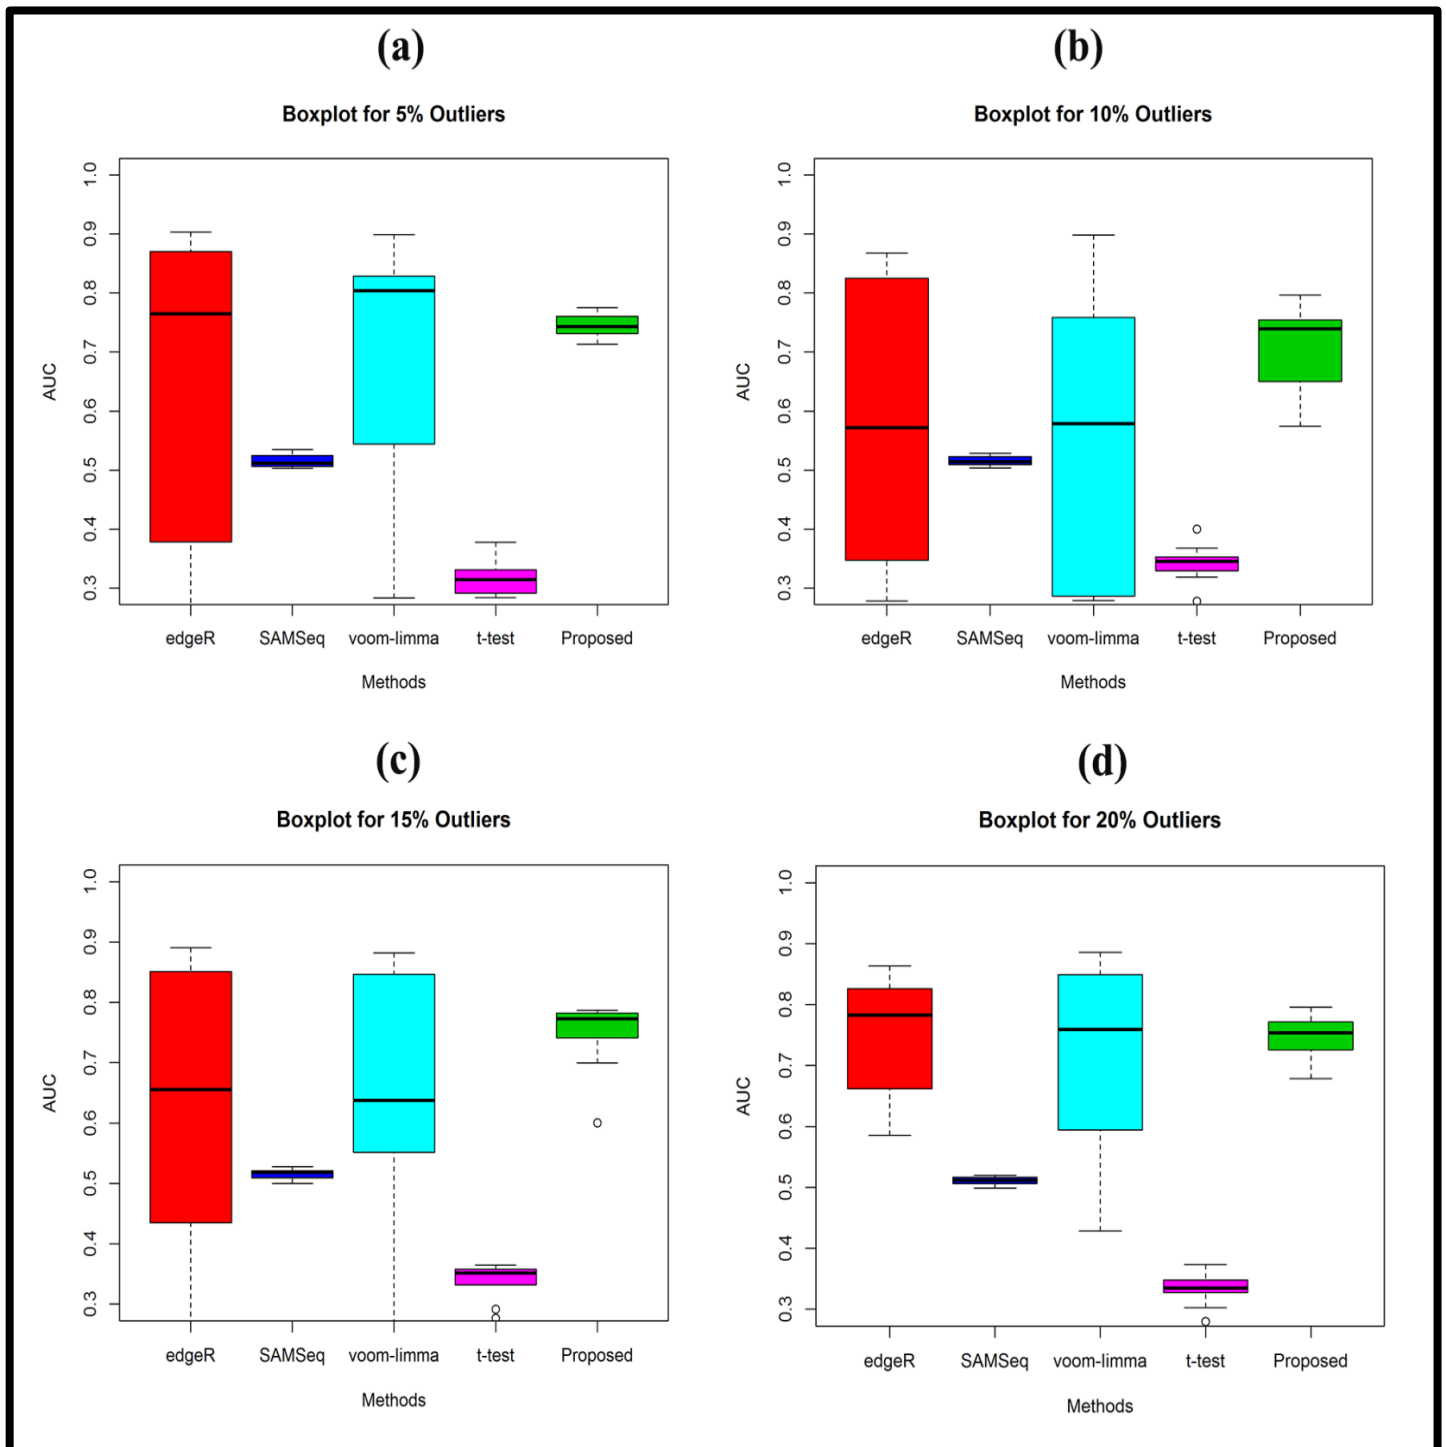 (a)
Boxplot for 5% Outliers
1.0
0.9
0.8
0.7
0.6
0.5
0.4
0.3
AUC
edgeR SAMSeq voom-limma t-test Proposed
Methods
(b)
Boxplot for 10% Outliers
1.0
0.9
0.8
0.7
0.6
0.5
0.4
0.3
AUC
edgeR SAMSeq voom-limma t-test Proposed
Methods
(c)
Boxplot for 15% Outliers
1.0
0.9
0.8
0.7
0.6
0.5
0.4
0.3
AUC
edgeR SAMSeq voom-limma t-test Proposed
Methods
(d)
Boxplot for 20% Outliers
1.0
0.9
0.8
0.7
0.6
0.5
0.4
0.3
AUC
edgeR SAMSeq voom-limma t-test Proposed
Methods